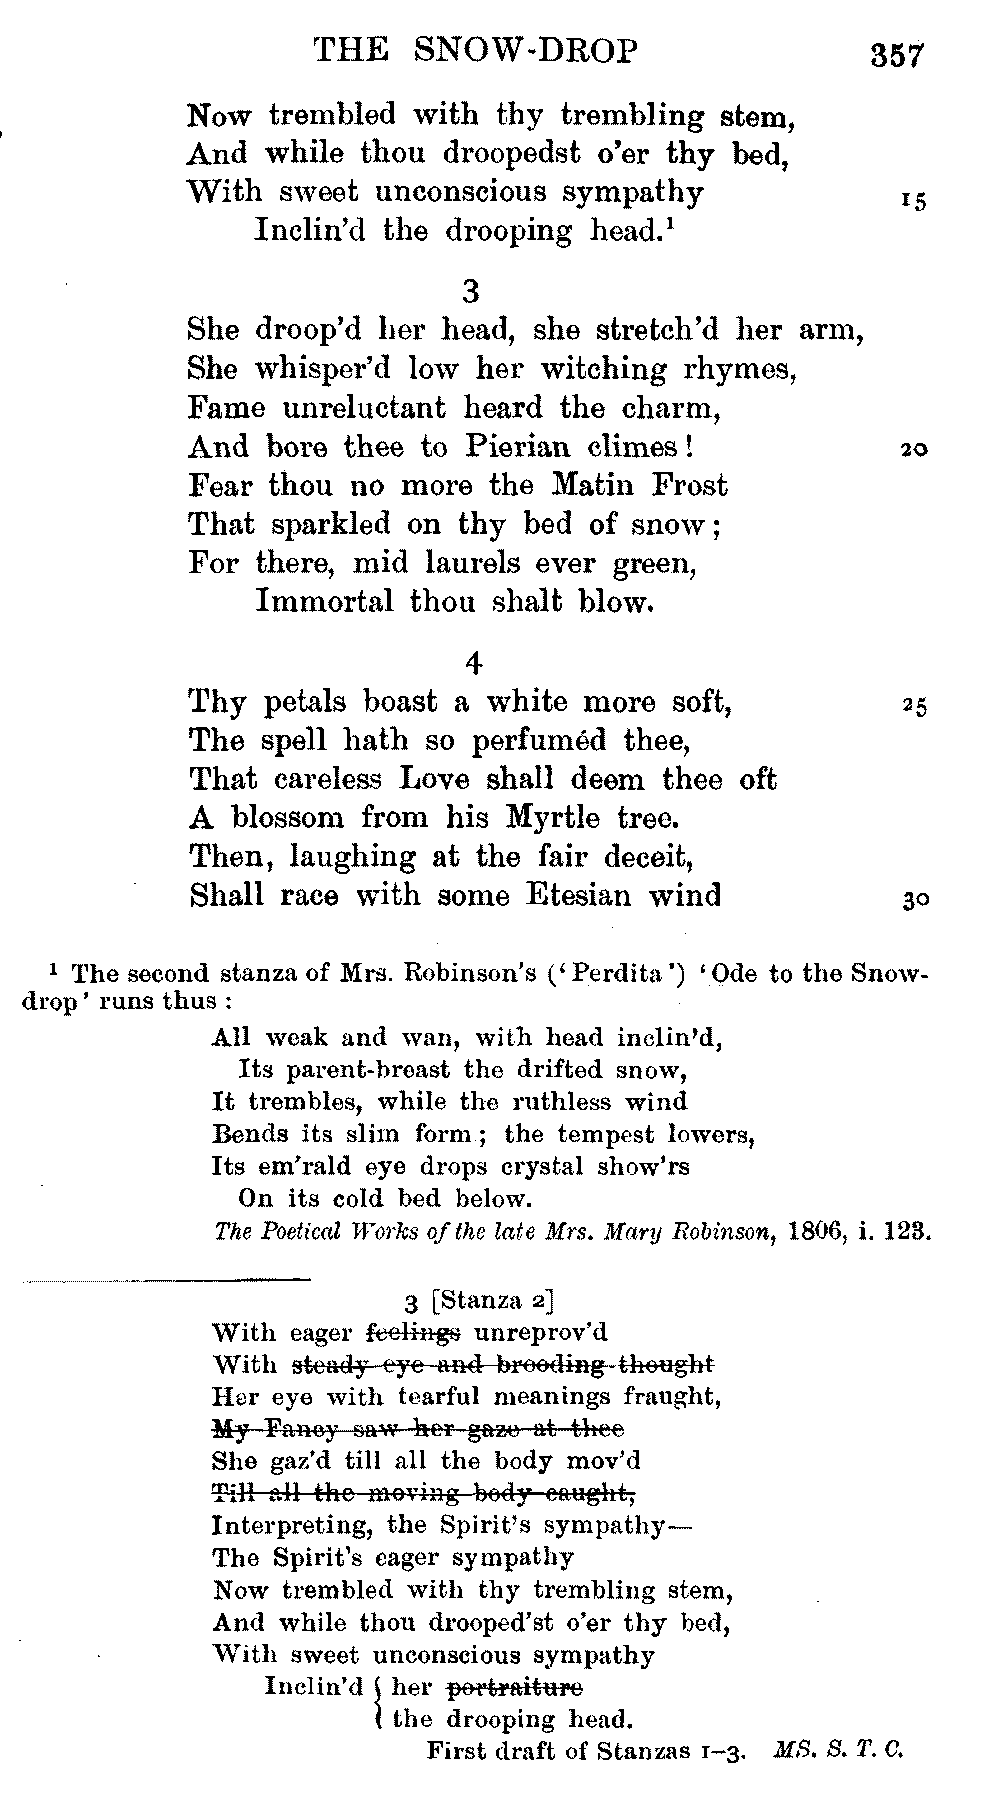 THE SNOW-DROP 357
Now trembled with thy trembling stem,
And while thou droopedst o'er thy bed,
With sweet unconscious sympathy 15
Inclin'd the drooping head.¹
3
She droop'd her head, she stretch'd her arm,
She whisper'd low her witching rhymes,
Fame unreluctant heard the charm,
And bore thee to Pierian climes!  20
Fear thou no more the Matin Frost
That sparkled on thy bed of snow;
For there, mid laurels ever green,
Immortal thou shalt blow.
4
Thy petals boast a white more soft, 25
The spell hath so perfuméd thee,
That careless Love shall deem thee oft
A blossom from his Myrtle tree.
Then, laughing at the fair deceit,
Shall race with some Etesian wind 30
¹ The second stanza of Mrs. Robinson's ('Perdita') 'Ode to the Snow-
drop' runs thus:
All weak and wan, with head inclin'd,
Its parent-breast the drifted snow,
It trembles, while the ruthless wind
Bends its slim form; the tempest lowers,
Its em'rald eye drops crystal show'rs
On its cold bed below.
The Poetical Works of the late Mrs. Mary Robinson, 1806, i. 123.
3 [Stanza 2]
With eager feelings unreprov'd
With steady eye and brooding thought
Her eye with tearful meanings fraught,
My Fancy saw her gaze at thee
She gaz'd till all the body mov'd
Till all the moving body caught,
Interpreting, the Spirit's sympathy—
The Spirit's eager sympathy
Now trembled with thy trembling stem,
And while thou drooped'st o'er thy bed,
With sweet unconscious sympathy
Inclin'd { her portraiture
{ the drooping head.
First draft of Stanzas 1-3. MS. S. T. C.